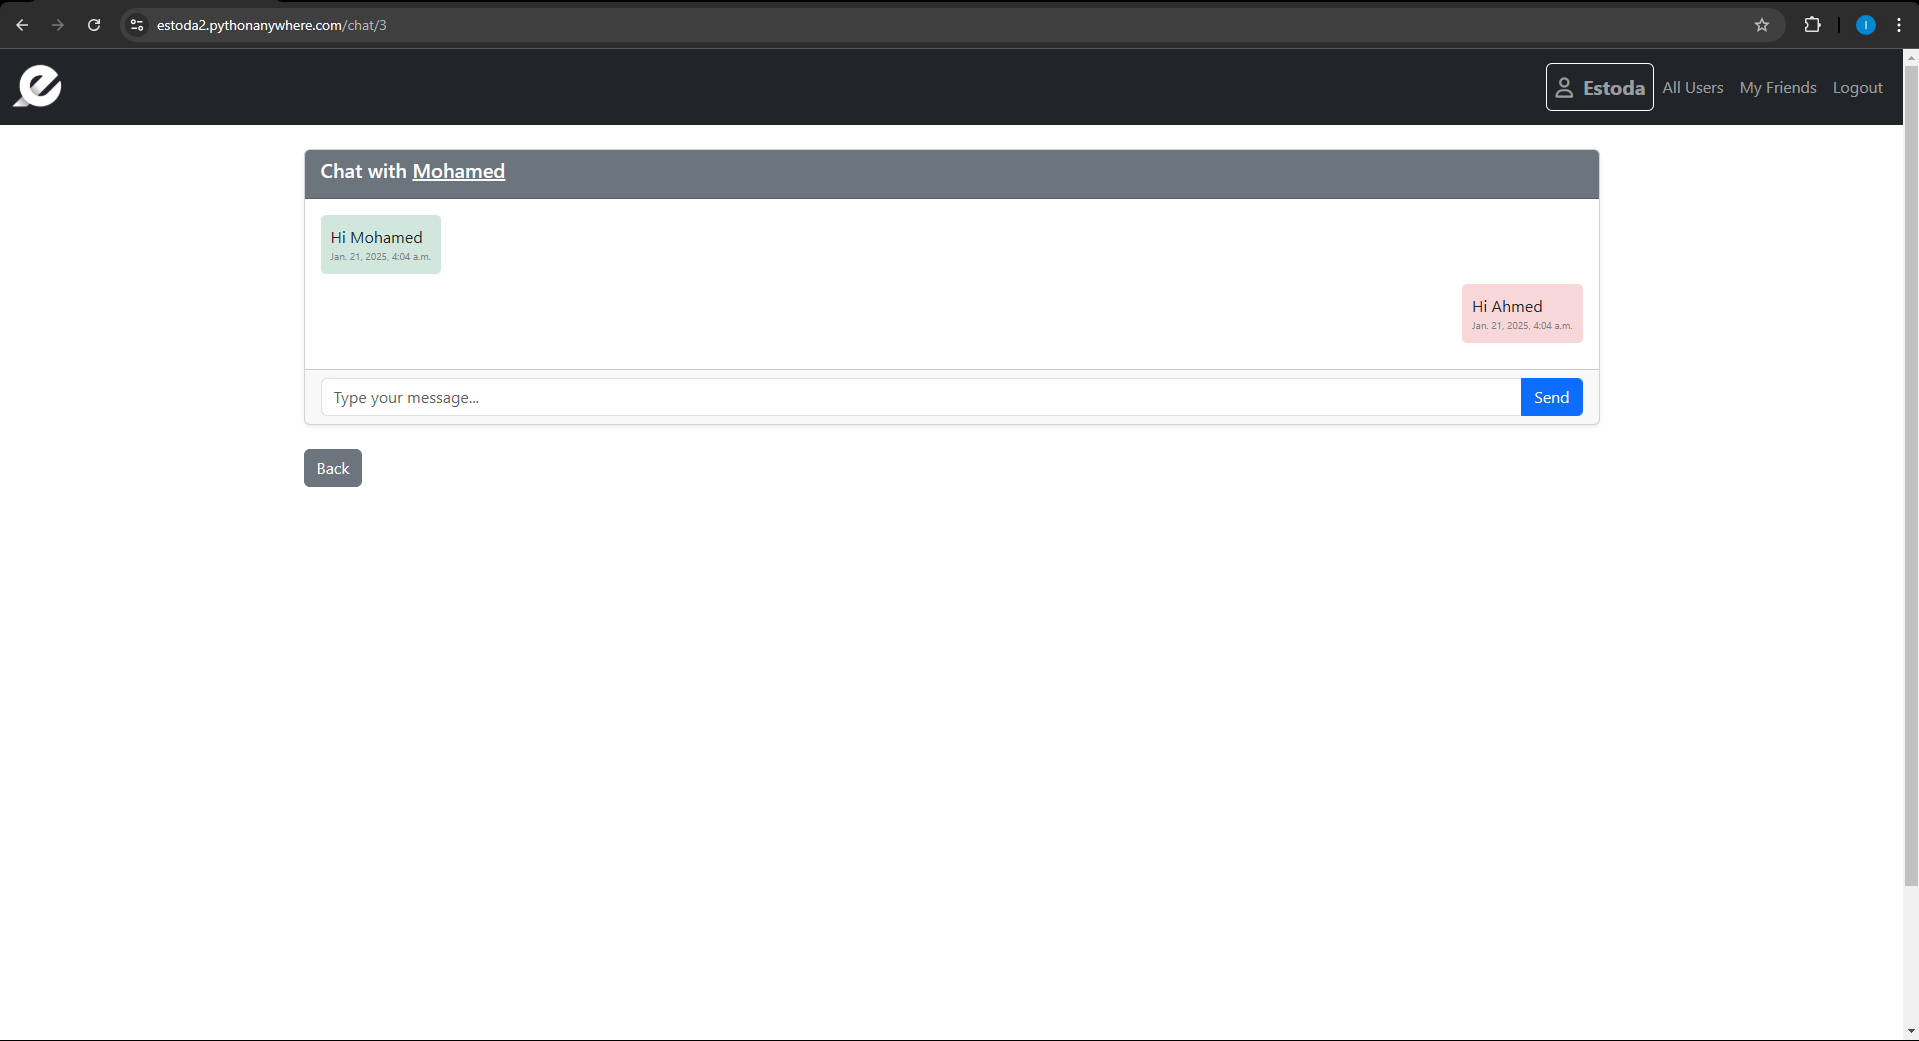 estoda2.pythonanywhere.com/chat/3
I
Estoda All Users My Friends Logout
Chat with Mohamed
Hi Mohamed
Jan. 21, 2025, 4:04 a.m.
Hi Ahmed
Jan. 21, 2025, 4:04 a.m.
Type your message...
Send
Back